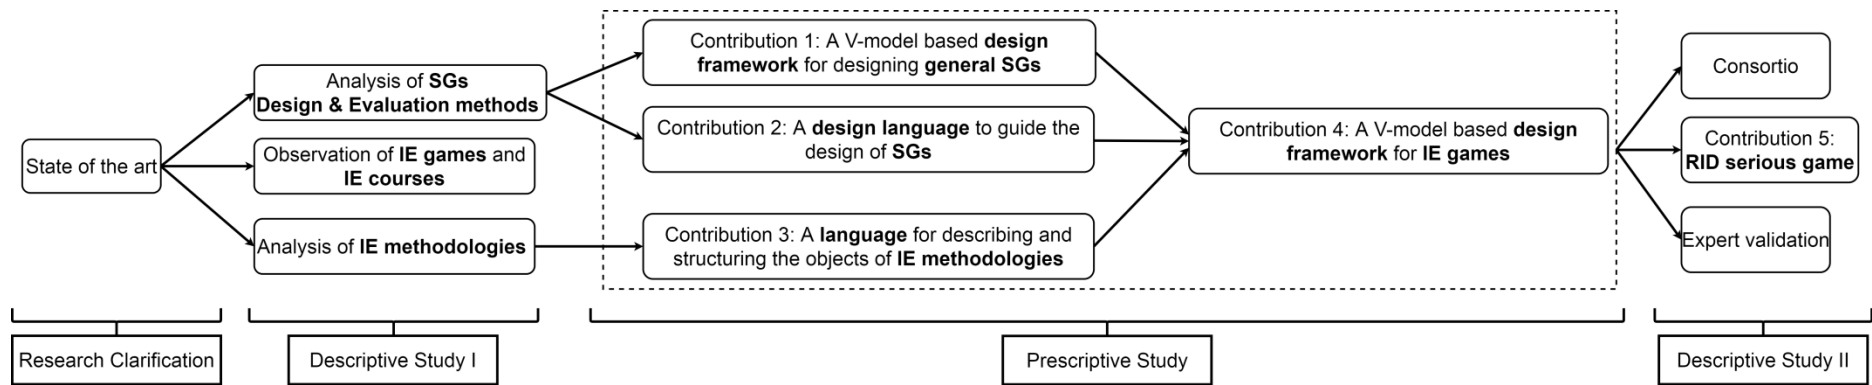 State of the art
Analysis of SGs
Design & Evaluation methods
Observation of IE games and
IE courses
Analysis of IE methodologies
Contribution 1: A V-model based design
framework for designing general SGs
Contribution 2: A design language to guide the
design of SGs
Contribution 3: A language for describing and
structuring the objects of IE methodologies
Contribution 4: A V-model based design
framework for IE games
Consortio
Contribution 5:
RID serious game
Expert validation
Research Clarification
Descriptive Study I
Prescriptive Study
Descriptive Study II